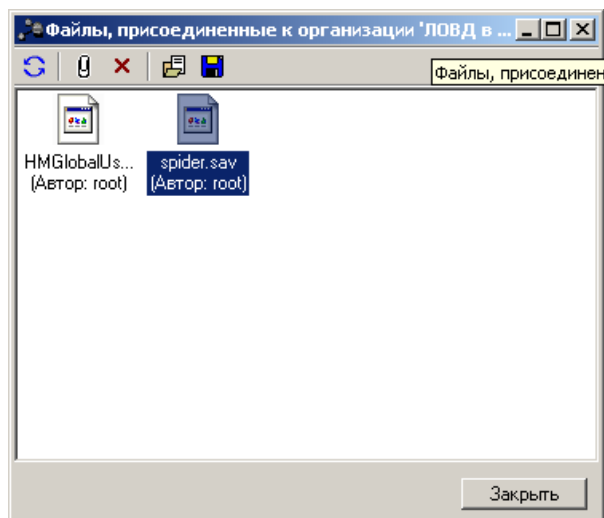 Файлы, присоединенные к организации 'ЛОВД в ...
Файлы, присоединен
HMGlobalUs...
(Автор: root)
spider.sav
(Автор: root)
Закрыть